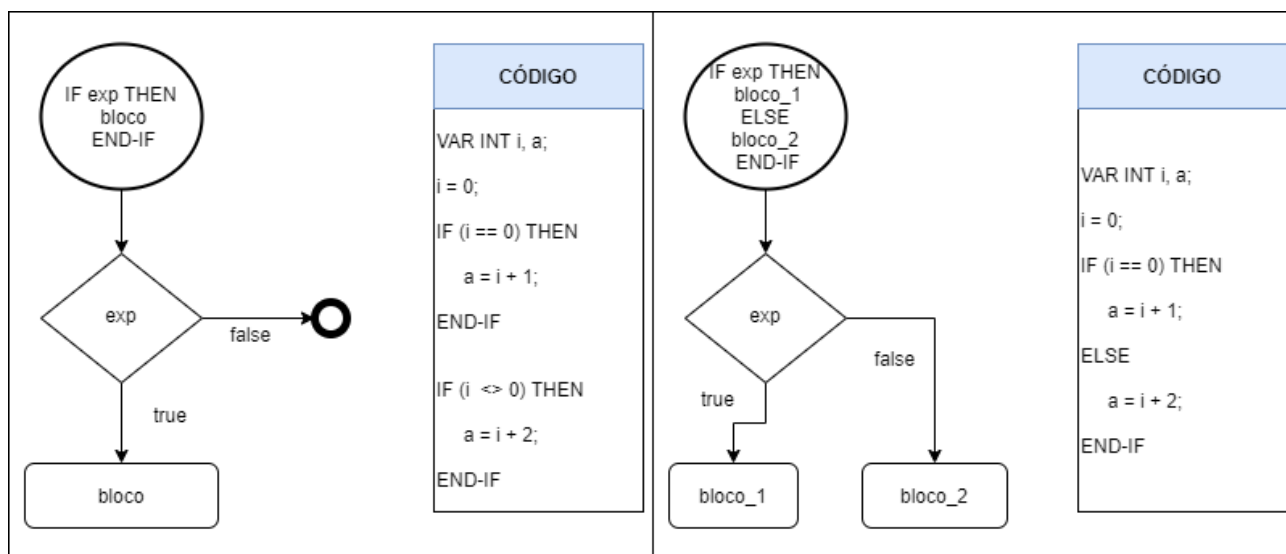 IF exp THEN
bloco
END-IF
exp
false
true
bloco
CÓDIGO
VAR INT i, a;
i = 0;
IF (i == 0) THEN
a = i + 1;
END-IF
IF (i <> 0) THEN
a = i + 2;
END-IF
IF exp THEN
bloco_1
ELSE
bloco_2
END-IF
exp
false
true
bloco_1
bloco_2
CÓDIGO
VAR INT i, a;
i = 0;
IF (i == 0) THEN
a = i + 1;
ELSE
a = i + 2;
END-IF